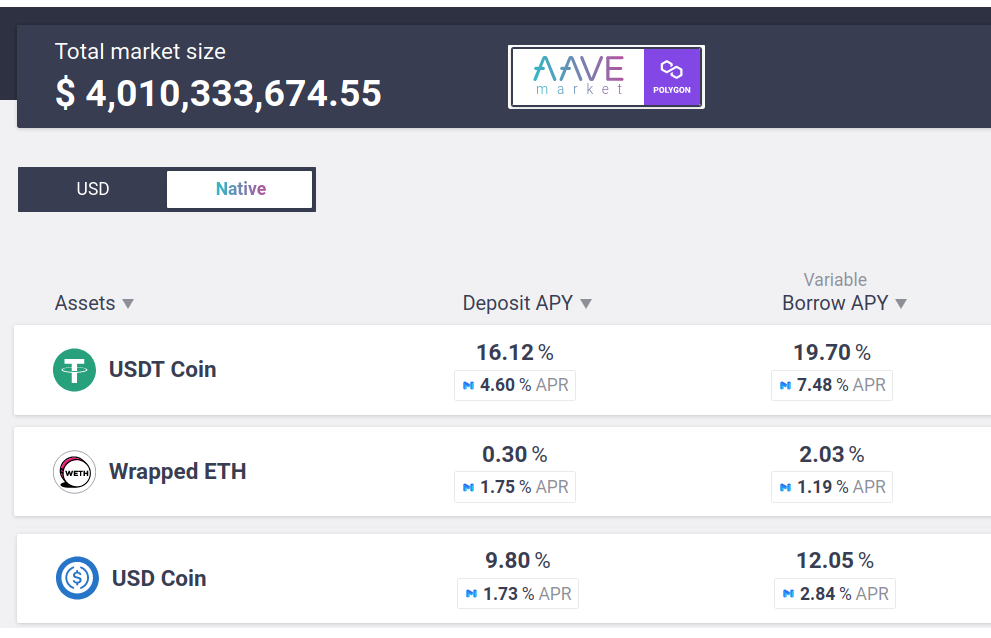 Total market size
$ 4,010,333,674.55
AAVE
market
POLYGON
USD
Native
Variable
Assets
Deposit APY
Borrow APY
USDT Coin
16.12 %
19.70 %
4.60 % APR
7.48 % APR
WETH
Wrapped ETH
0.30 %
2.03 %
1.75 % APR
1.19 % APR
USD Coin
9.80 %
12.05 %
1.73 % APR
2.84 % APR